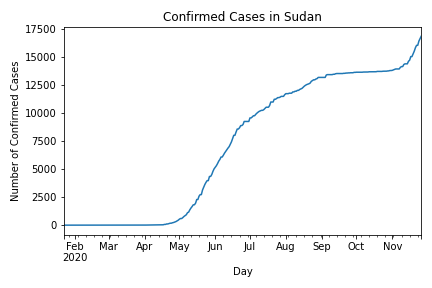 Confirmed Cases in Sudan
17500
15000
12500
10000
7500
5000
2500
0
Number of Confirmed Cases
Feb Mar Apr May Jun Jul Aug Sep Oct Nov
2020
Day